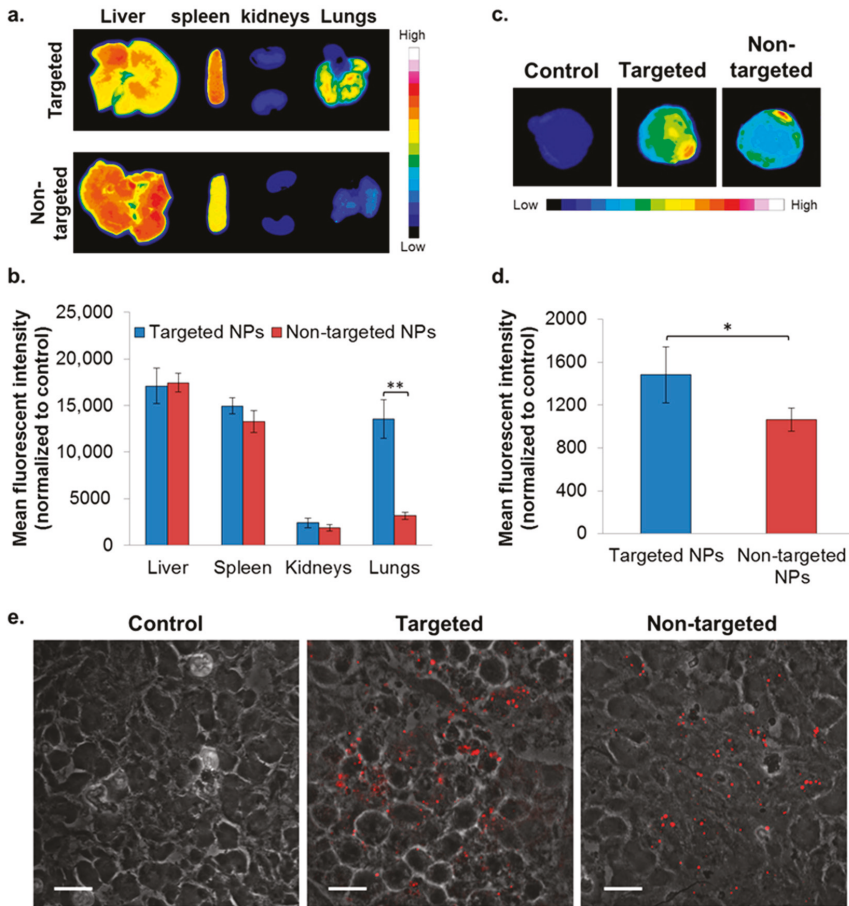 a.
Liver spleen kidneys Lungs
Targeted
Non-
targeted
High
Low
c.
Control Targeted Non-
targeted
Low High
b.
Mean fluorescent intensity
(normalized to control)
25,000
20,000
15,000
10,000
5000
0
Targeted NPs Non-targeted NPs
**
Liver Spleen Kidneys Lungs
d.
Mean fluorescent intensity
(normalized to control)
2000
1600
1200
800
400
0
*
Targeted NPs Non-targeted
NPs
e.
Control Targeted Non-targeted